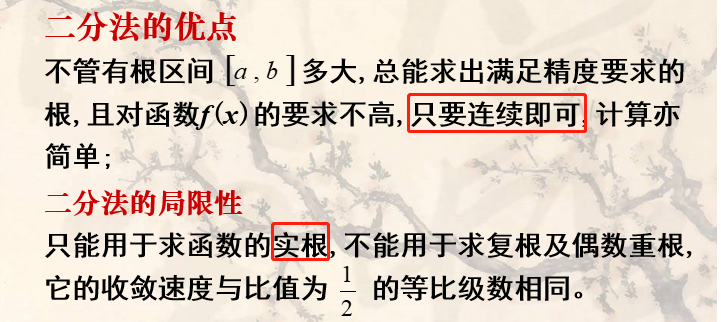 二分法的优点
不管有根区间 [a , b ] 多大, 总能求出满足精度要求的
根, 且对函数f(x) 的要求不高, 只要连续即可, 计算亦
简单;
二分法的局限性
只能用于求函数的实根, 不能用于求复根及偶数重根,
它的收敛速度与比值为 1/2 的等比级数相同。